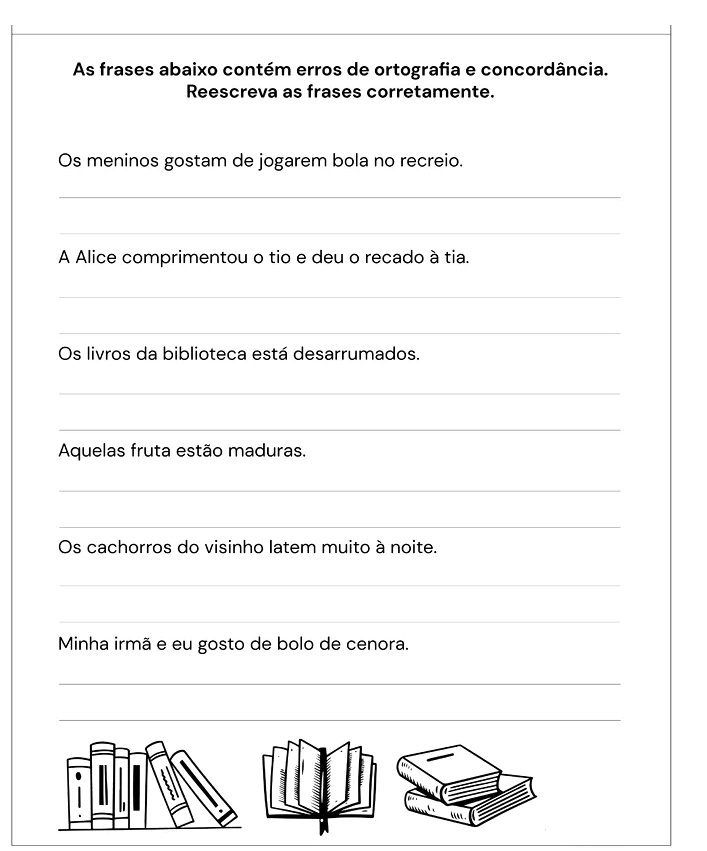 As frases abaixo contém erros de ortografia e concordância.
Reescreva as frases corretamente.
Os meninos gostam de jogarem bola no recreio.
A Alice comprimentou o tio e deu o recado à tia.
Os livros da biblioteca está desarrumados.
Aquelas fruta estão maduras.
Os cachorros do visinho latem muito à noite.
Minha irmã e eu gosto de bolo de cenora.